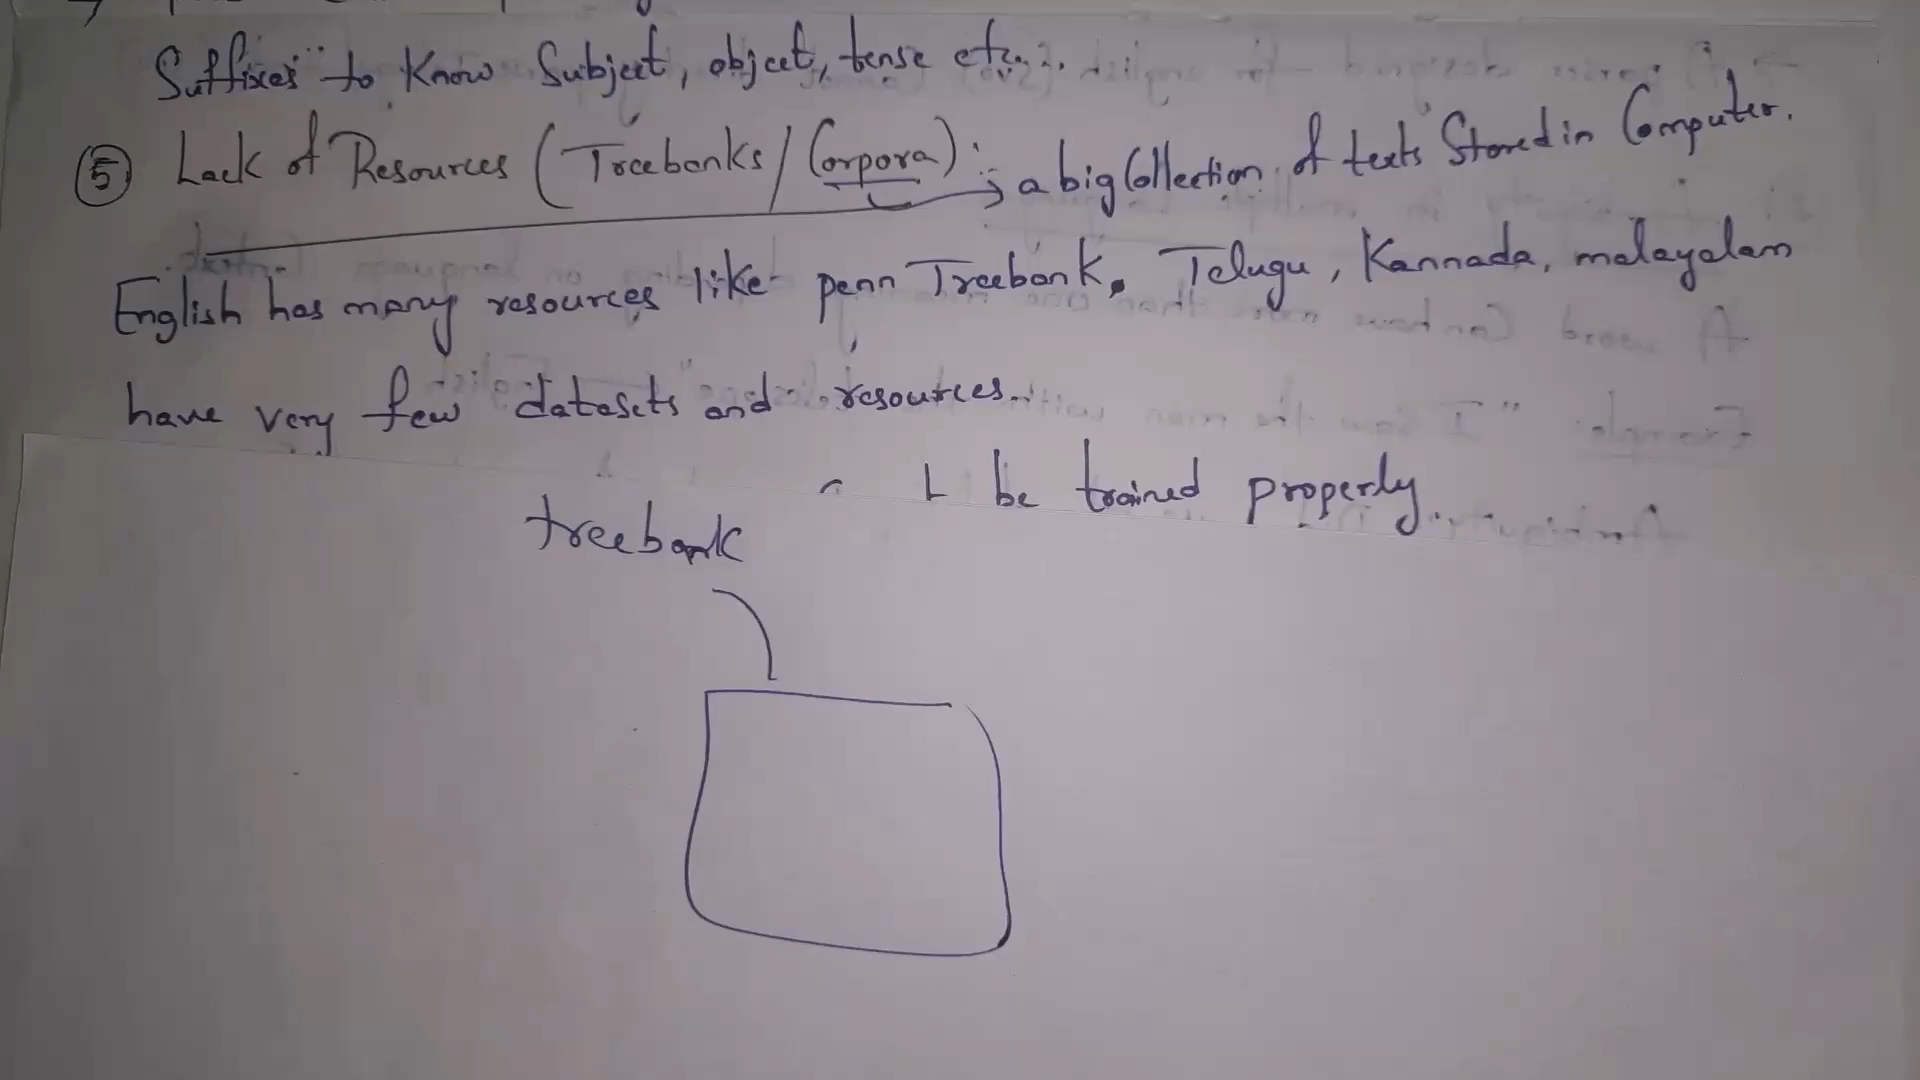 Suffixes to Know Subject, object, tense etc..
⑤ Lack of Resources (Treebanks/Corpora): → a big Collection of texts Stored in Computer.
English has many resources like penn Treebank. Telugu, Kannada, malayalam
have very few datasets and resources.
be trained properly.
treebank